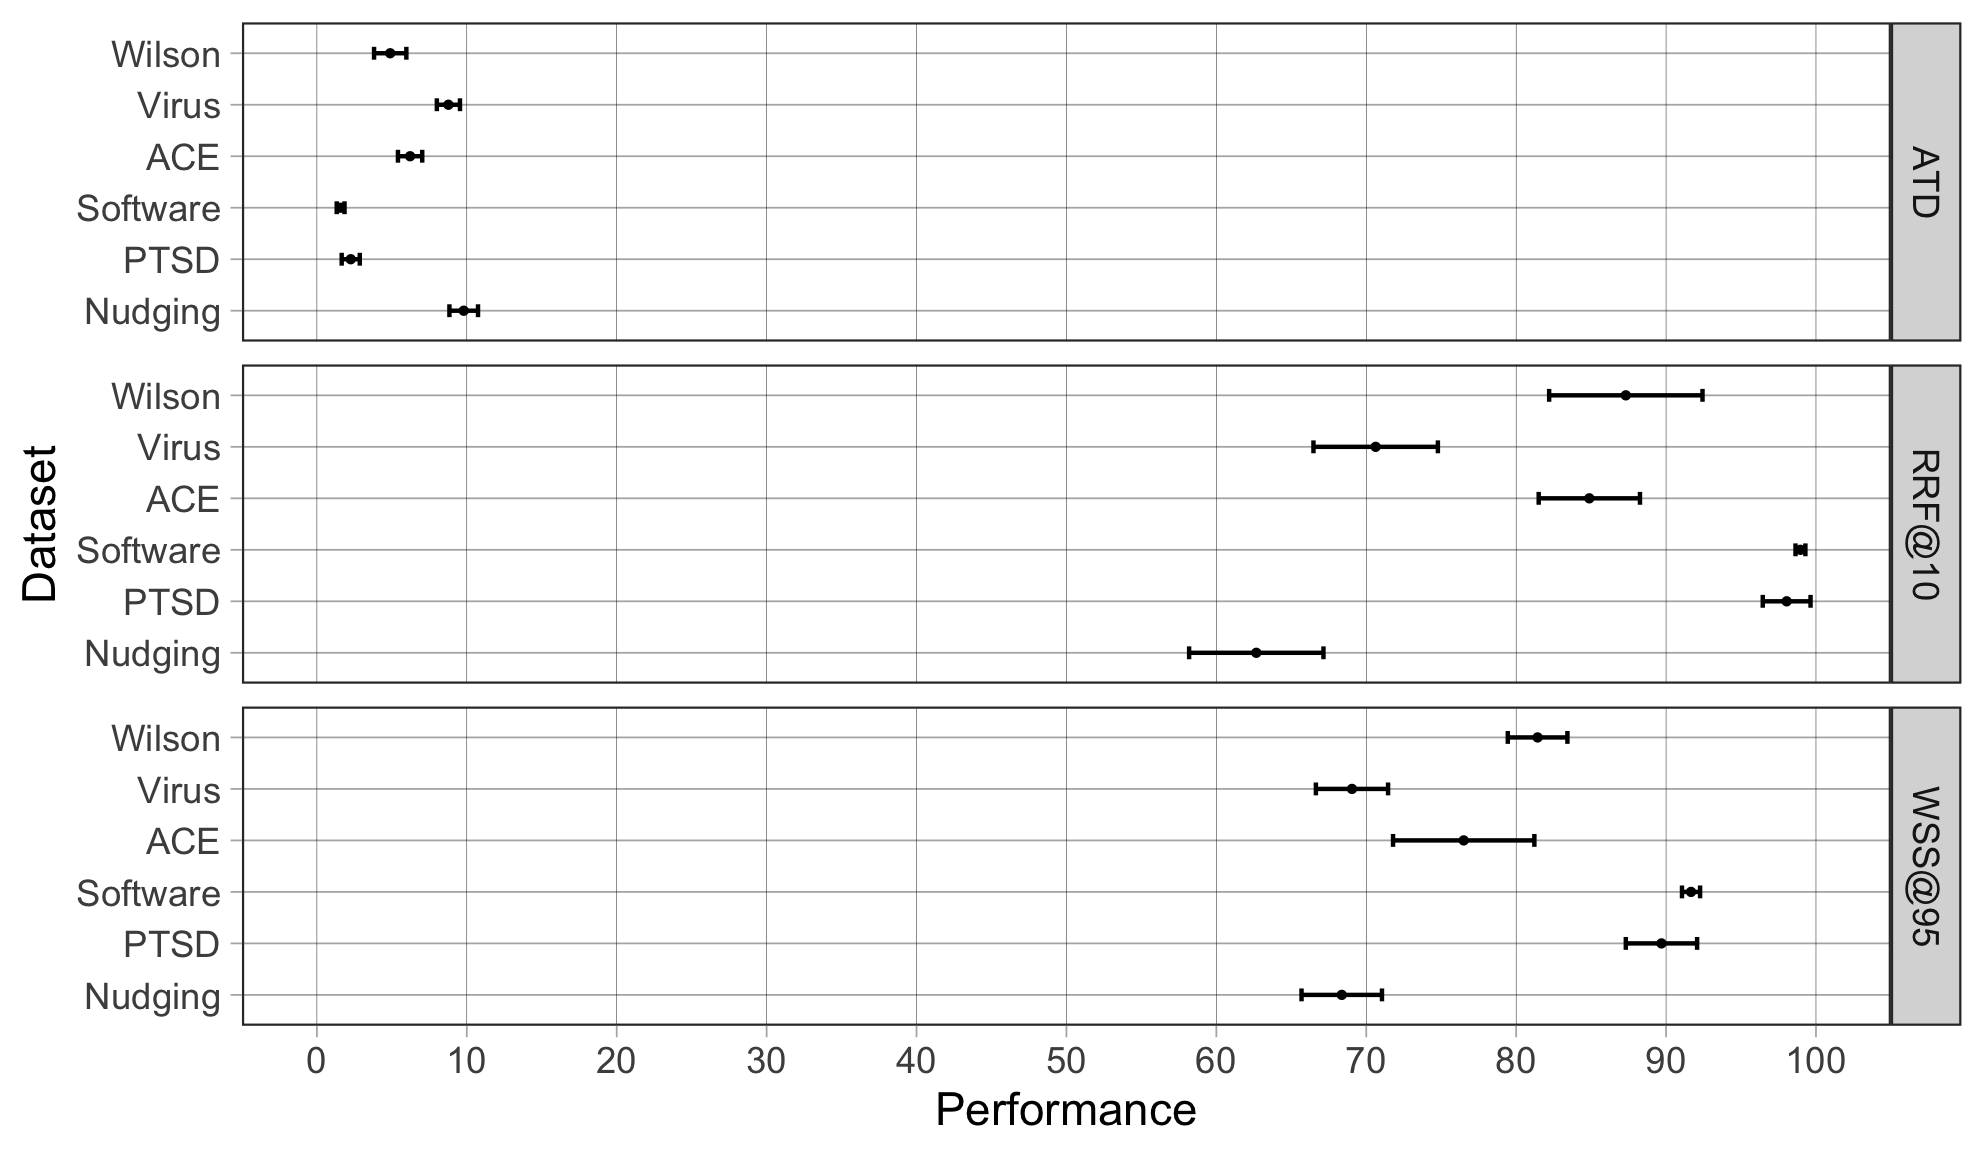 Wilson
Virus
ACE
Software
PTSD
Nudging
ATD
Wilson
Virus
ACE
Software
PTSD
Nudging
RRF@10
Wilson
Virus
ACE
Software
PTSD
Nudging
WSS@95
Dataset
0 10 20 30 40 50 60 70 80 90 100
Performance